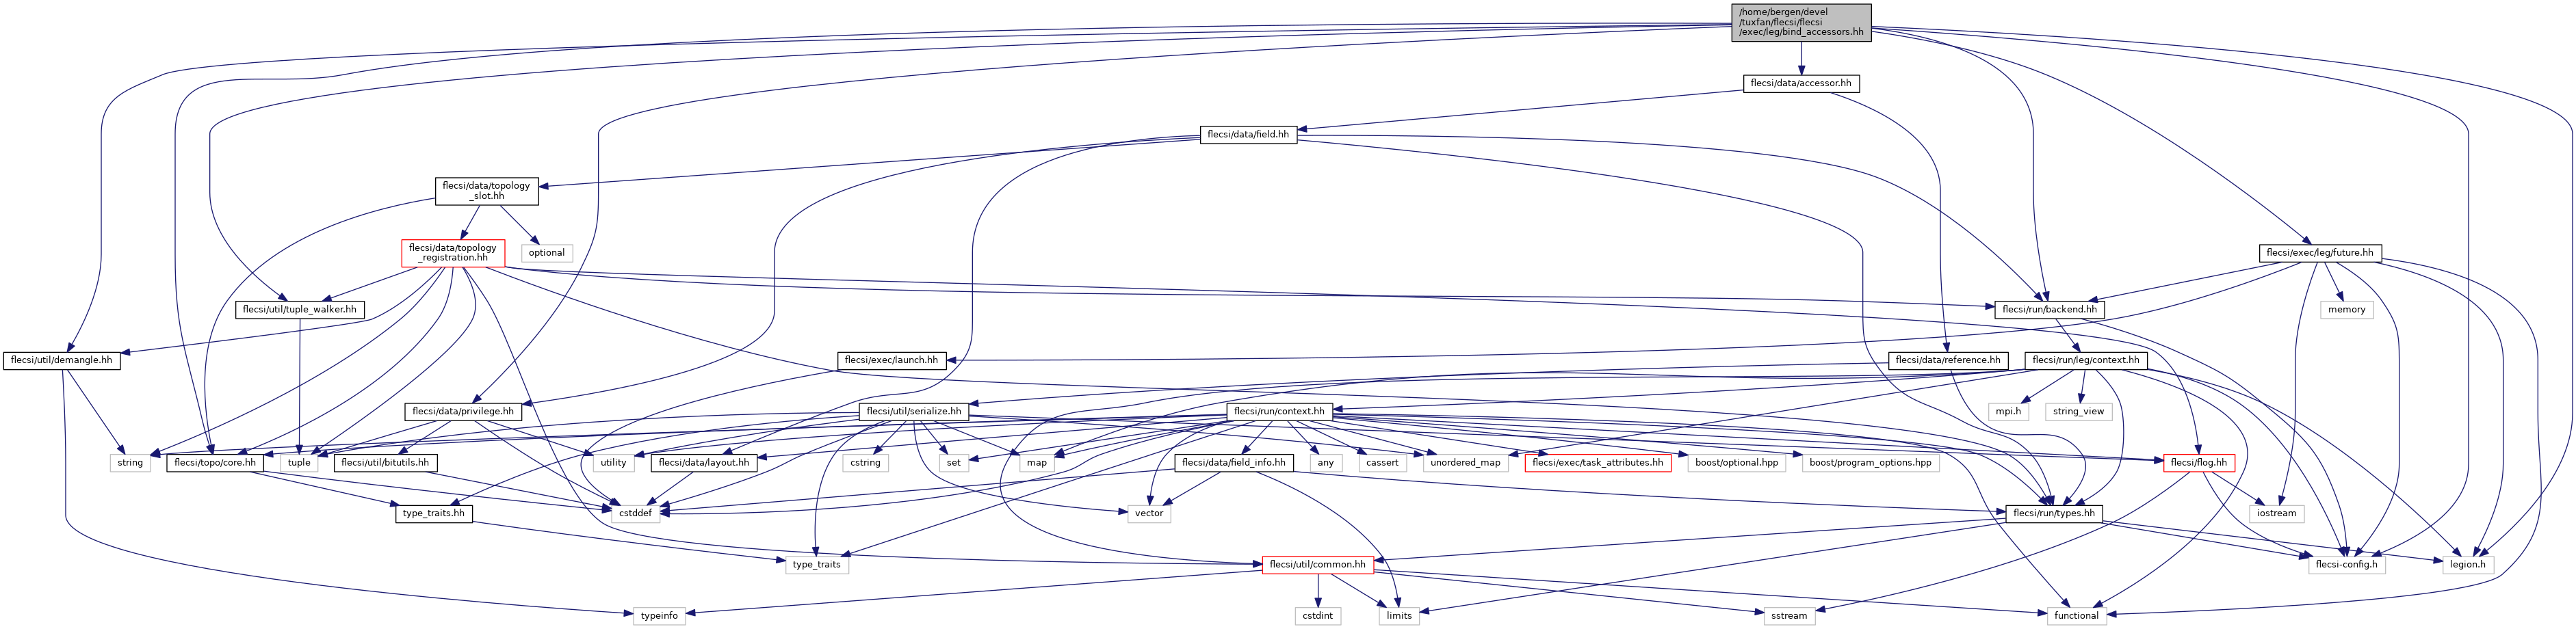 /home/bergen/devel
/tuxfan/flecsi/flecsi
/exec/leg/bind_accessors.hh
flecsi/data/accessor.hh
flecsi/data/field.hh
flecsi/data/topology
_slot.hh
flecsi/data/topology
_registration.hh
optional
flecsi/exec/leg/future.hh
flecsi/util/tuple_walker.hh
flecsi/run/backend.hh
memory
flecsi/util/demangle.hh
flecsi/exec/launch.hh
flecsi/data/reference.hh
flecsi/run/leg/context.hh
flecsi/data/privilege.hh
flecsi/util/serialize.hh
flecsi/run/context.hh
mpi.h
string_view
string
flecsi/topo/core.hh
tuple
flecsi/util/bitutils.hh
utility
flecsi/data/layout.hh
cstring
set
map
flecsi/data/field_info.hh
any
cassert
unordered_map
flecsi/exec/task_attributes.hh
boost/optional.hpp
boost/program_options.hpp
flecsi/flog.hh
type_traits.hh
cstddef
vector
flecsi/run/types.hh
iostream
type_traits
flecsi/util/common.hh
flecsi-config.h
legion.h
typeinfo
cstdint
limits
sstream
functional